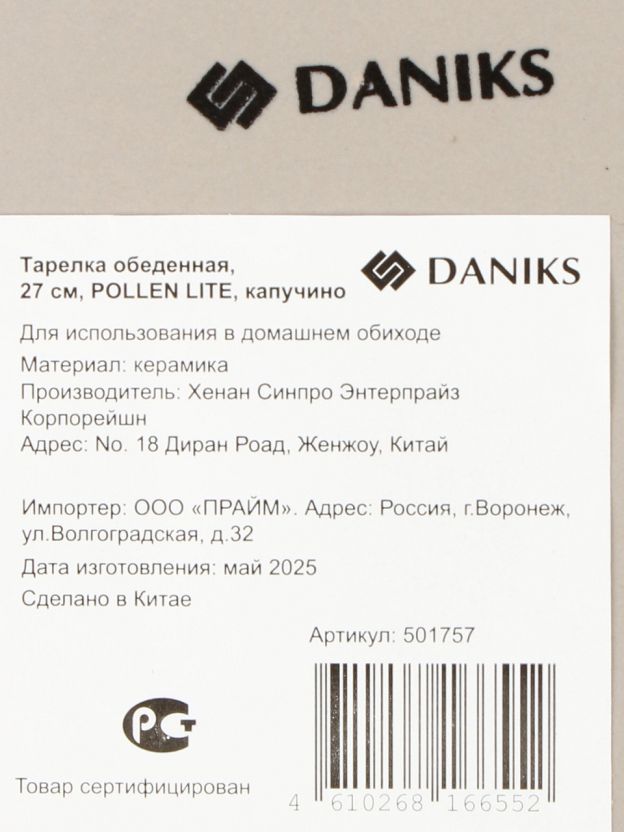 DANIKS
Тарелка обеденная,
27 см, POLLEN LITE, капучино
DANIKS
Для использования в домашнем обиходе
Материал: керамика
Производитель: Хенан Синпро Энтерпрайз
Корпорейшн
Адрес: No. 18 Диран Роад, Женжоу, Китай
Импортер: ООО «ПРАЙМ». Адрес: Россия, г.Воронеж,
ул.Волгоградская, д.32
Дата изготовления: май 2025
Сделано в Китае
Артикул: 501757
РСТ
Товар сертифицирован
4 610268 166552